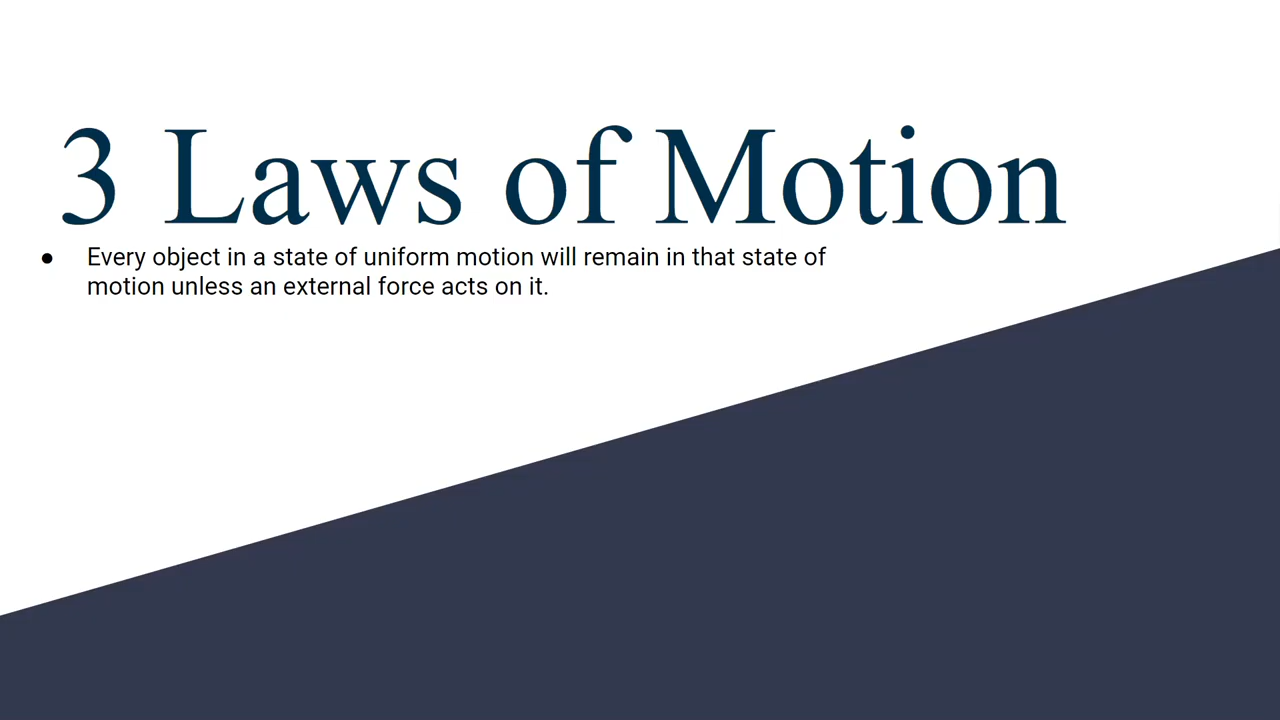 3 Laws of Motion
● Every object in a state of uniform motion will remain in that state of
motion unless an external force acts on it.